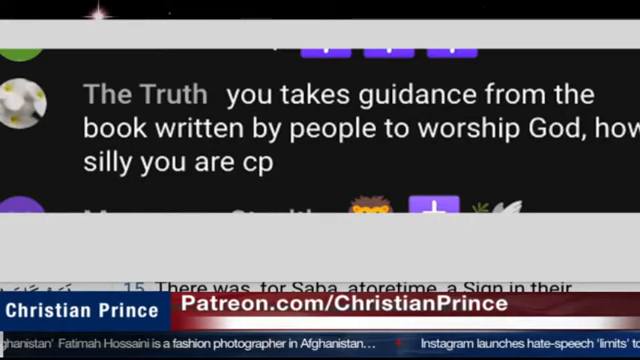 The Truth you takes guidance from the
book written by people to worship God, how
silly you are cp
15 There was, for Saba, aforetime, a Sign in their
Christian Prince
Patreon.com/ChristianPrince
hanistan' Fatimah Hossaini is a fashion photographer in Afghanistan… Instagram launches hate-speech 'limits' to